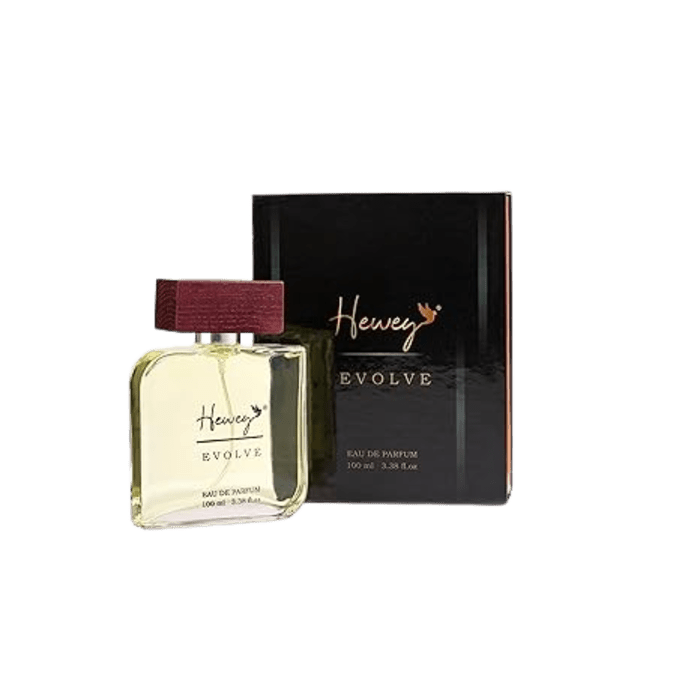 Hewey®
EVOLVE
EAU DE PARFUM
100 ml · 3.38 fl.oz
Hewey®
EVOLVE
EAU DE PARFUM
100 ml · 3.38 fl.oz